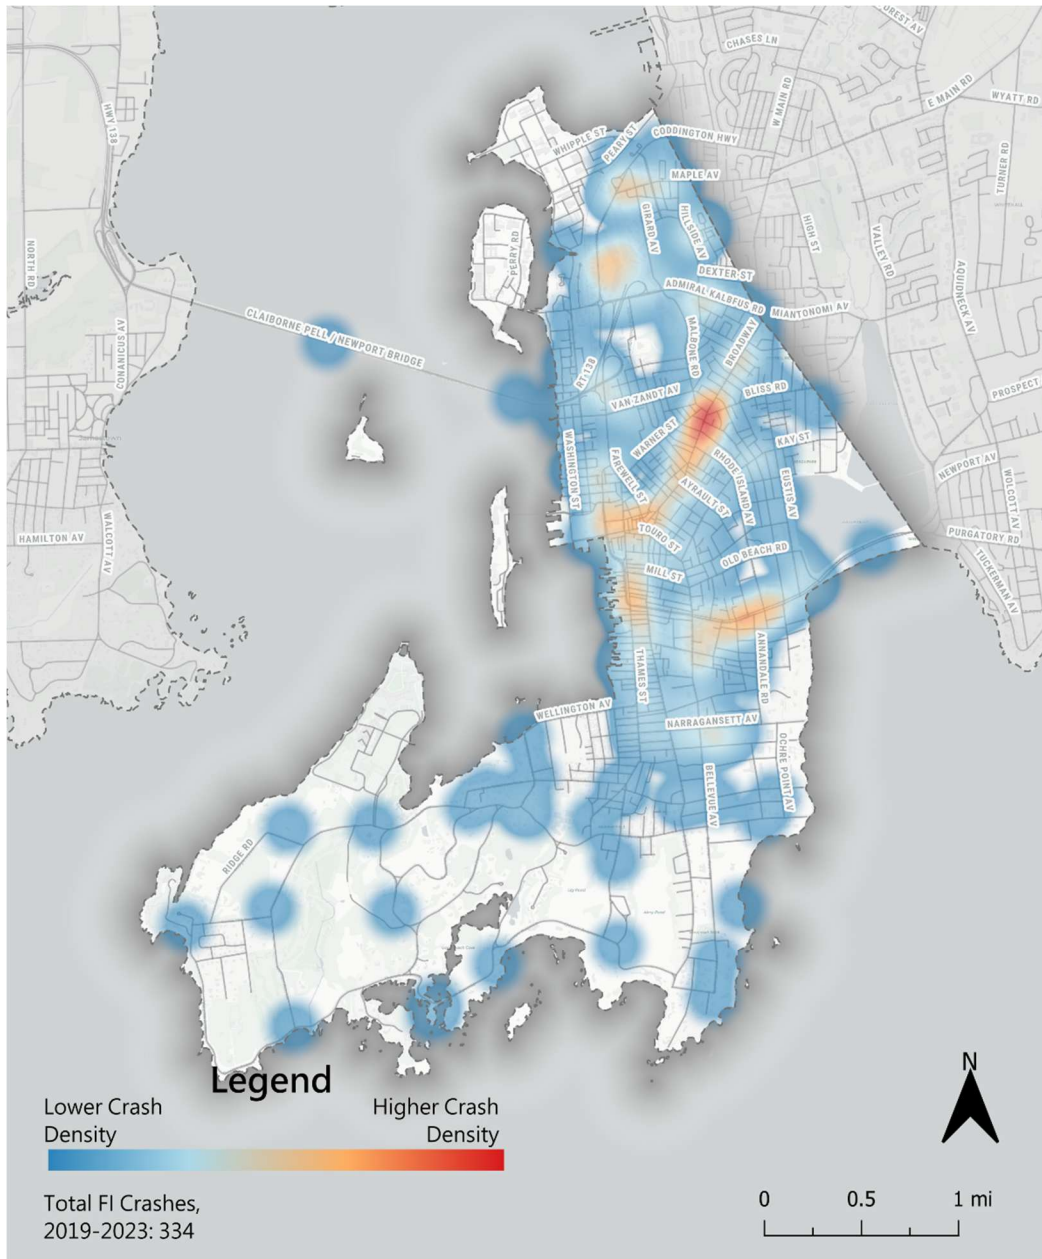 FOREST AV
CHASES LN
E MAIN RD
W MAIN RD
WYATT RD
HWY 138
WHIPPLE ST
PEARY ST
CODDINGTON HWY
TURNER RD
MAPLE AV
GIRARD AV
HILLSIDE AV
HIGH ST
VALLEY RD
NORTH RD
PERRY RD
DEXTER ST
AQUIDNECK AV
ADMIRAL KALBFUS RD
MIANTONOMI AV
CLAIBORNE PELL / NEWPORT BRIDGE
CONANICUS AV
MALBONE RD
BROADWAY
RT-138
BLISS RD
PROSPECT
VAN ZANDT AV
WARNER ST
KAY ST
WASHINGTON ST
FAREWELL ST
RHODE ISLAND AV
NEWPORT AV
WOLCOTT AV
EUSTIS AV
AYRAULT ST
HAMILTON AV
WALCOTT AV
TOURO ST
PURGATORY RD
OLD BEACH RD
MILL ST
TUCKERMAN AV
THAMES ST
ANNANDALE RD
WELLINGTON AV
NARRAGANSETT AV
OCHRE POINT AV
BELLEVUE AV
RIDGE RD
Legend
Lower Crash
Density
Higher Crash
Density
Total FI Crashes,
2019-2023: 334
N
0 0.5 1 mi